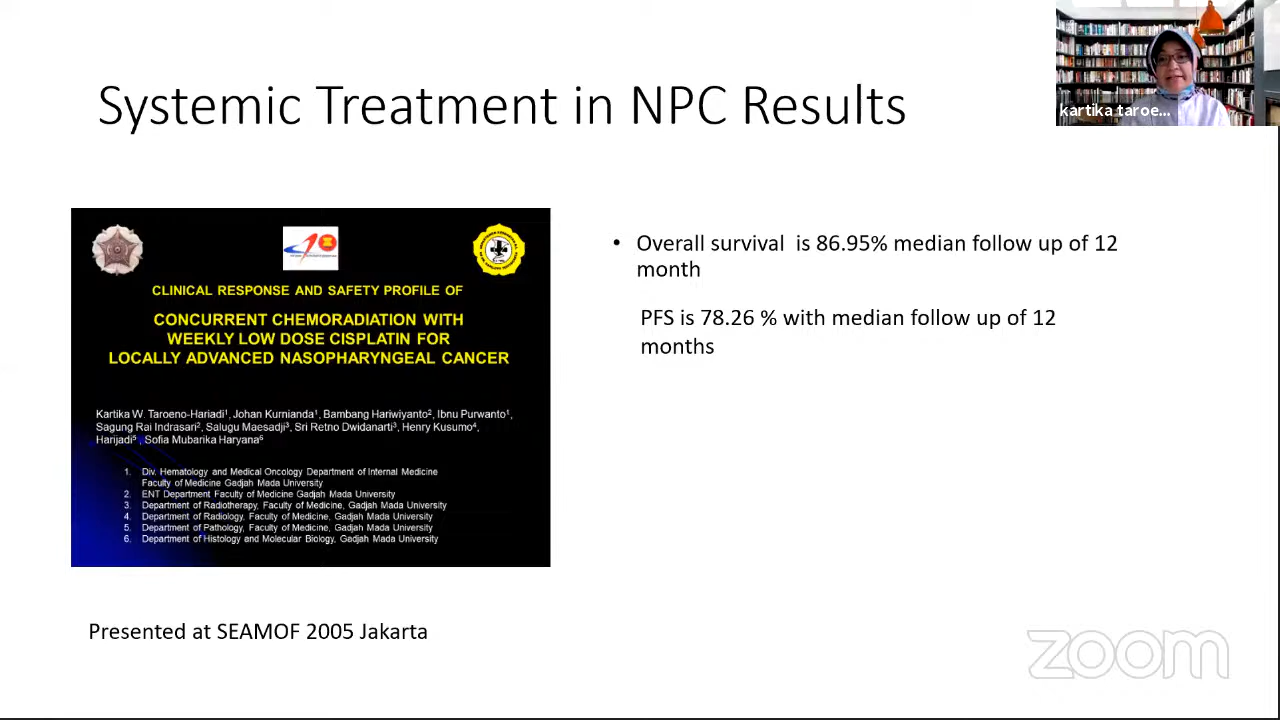 Systemic Treatment in NPC Results
kartika taroe...
CLINICAL RESPONSE AND SAFETY PROFILE OF
CONCURRENT CHEMORADIATION WITH
WEEKLY LOW DOSE CISPLATIN FOR
LOCALLY ADVANCED NASOPHARYNGEAL CANCER
Kartika W. Taroeno-Hariadi¹, Johan Kurnianda¹, Bambang Hariwiyanto², Ibnu Purwanto¹,
Sagung Rai Indrasari², Salugu Maesadji³, Sri Retno Dwidanarti³, Henry Kusumo⁴,
Harijadi⁵, Sofia Mubarika Haryana⁶
1. Div. Hematology and Medical Oncology Department of Internal Medicine
Faculty of Medicine Gadjah Mada University
2. ENT Department Faculty of Medicine Gadjah Mada University
3. Department of Radiotherapy, Faculty of Medicine, Gadjah Mada University
4. Department of Radiology, Faculty of Medicine, Gadjah Mada University
5. Department of Pathology, Faculty of Medicine, Gadjah Mada University
6. Department of Histology and Molecular Biology, Gadjah Mada University
• Overall survival is 86.95% median follow up of 12
month
PFS is 78.26 % with median follow up of 12
months
Presented at SEAMOF 2005 Jakarta
zoom